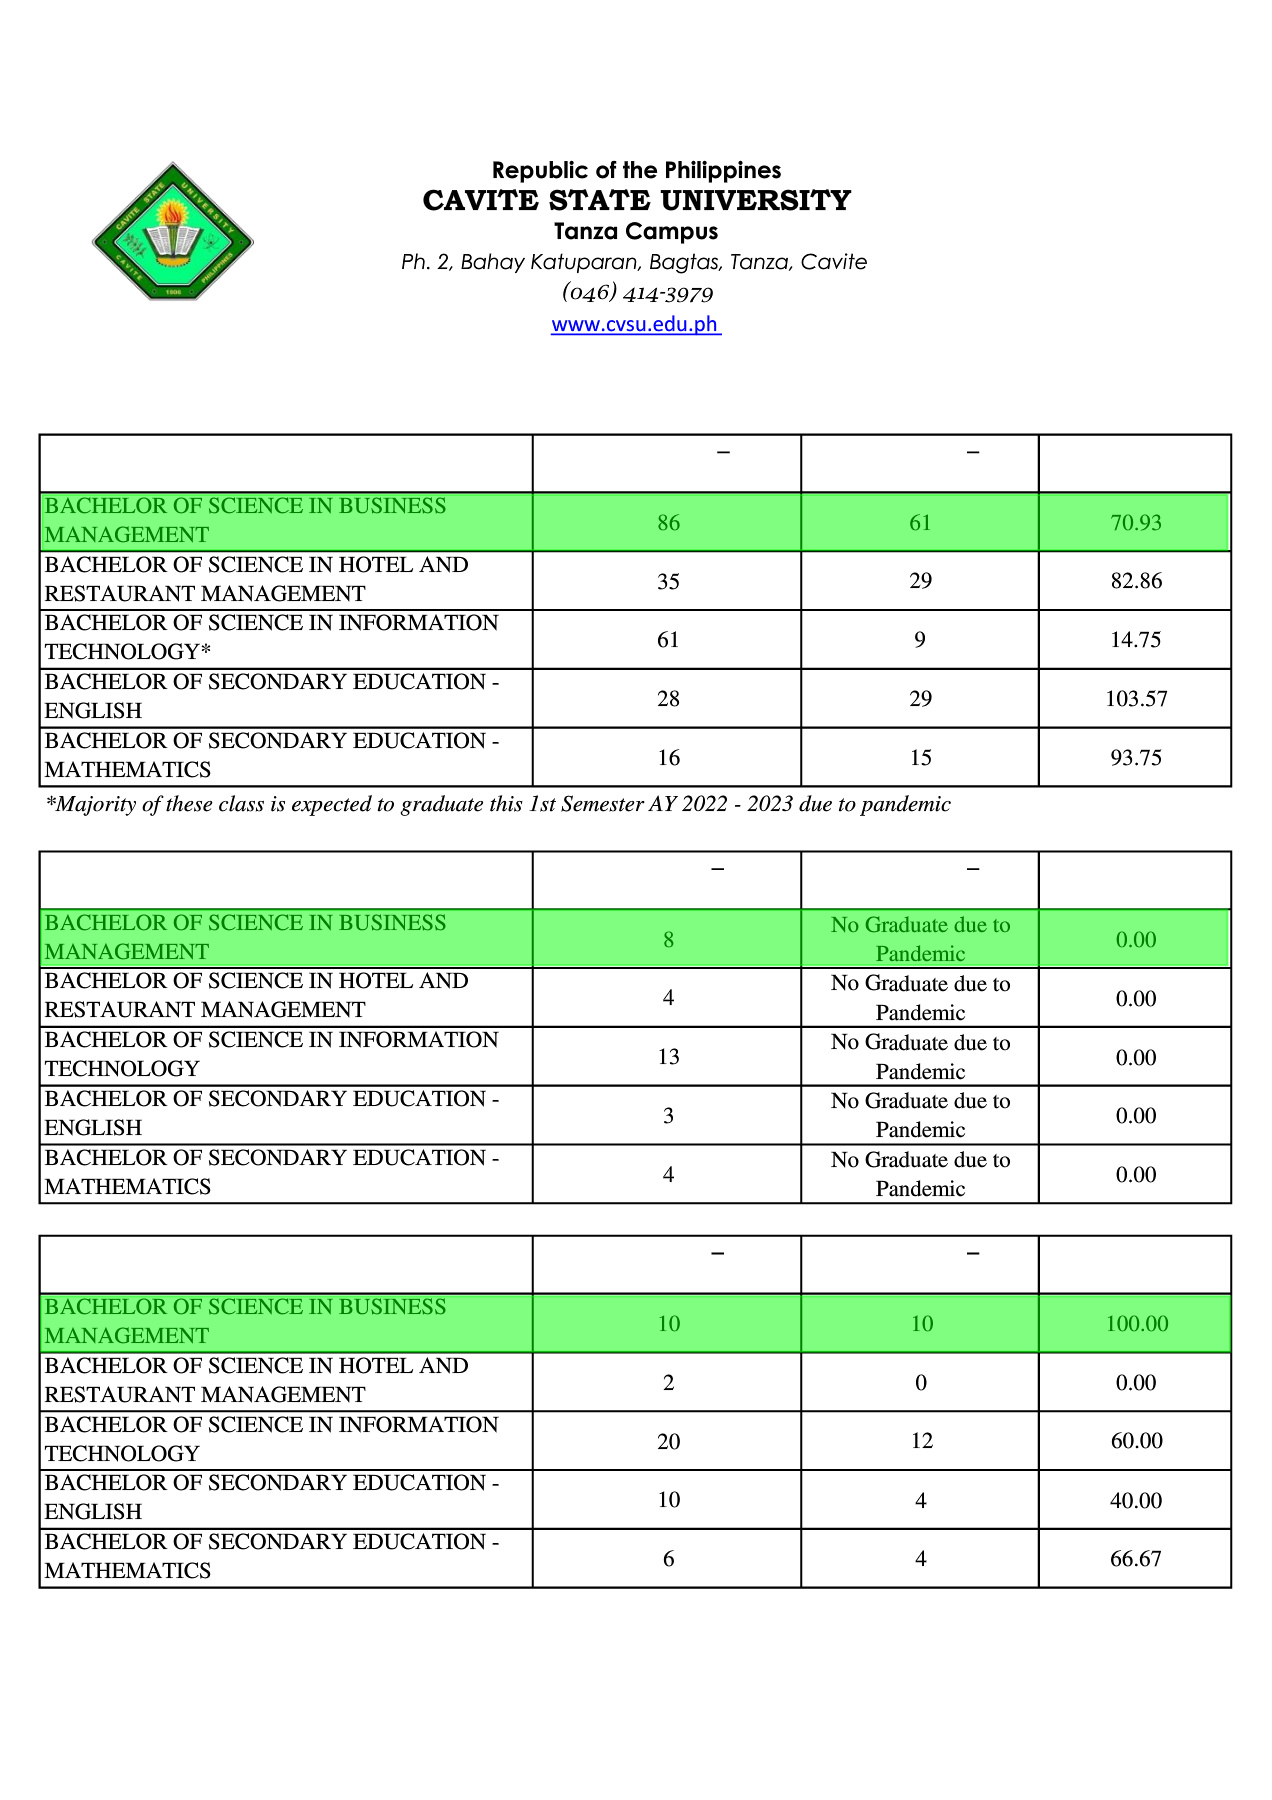 CAVITE STATE UNIVERSITY
CAVITE
PHILIPPINES
1906
Republic of the Philippines
CAVITE STATE UNIVERSITY
Tanza Campus
Ph. 2, Bahay Katuparan, Bagtas, Tanza, Cavite
(046) 414-3979
www.cvsu.edu.ph
– –
BACHELOR OF SCIENCE IN BUSINESS
MANAGEMENT 86 61 70.93
BACHELOR OF SCIENCE IN HOTEL AND
RESTAURANT MANAGEMENT 35 29 82.86
BACHELOR OF SCIENCE IN INFORMATION
TECHNOLOGY* 61 9 14.75
BACHELOR OF SECONDARY EDUCATION -
ENGLISH 28 29 103.57
BACHELOR OF SECONDARY EDUCATION -
MATHEMATICS 16 15 93.75
*Majority of these class is expected to graduate this 1st Semester AY 2022 - 2023 due to pandemic
– –
BACHELOR OF SCIENCE IN BUSINESS
MANAGEMENT 8 No Graduate due to Pandemic 0.00
BACHELOR OF SCIENCE IN HOTEL AND
RESTAURANT MANAGEMENT 4 No Graduate due to Pandemic 0.00
BACHELOR OF SCIENCE IN INFORMATION
TECHNOLOGY 13 No Graduate due to Pandemic 0.00
BACHELOR OF SECONDARY EDUCATION -
ENGLISH 3 No Graduate due to Pandemic 0.00
BACHELOR OF SECONDARY EDUCATION -
MATHEMATICS 4 No Graduate due to Pandemic 0.00
– –
BACHELOR OF SCIENCE IN BUSINESS
MANAGEMENT 10 10 100.00
BACHELOR OF SCIENCE IN HOTEL AND
RESTAURANT MANAGEMENT 2 0 0.00
BACHELOR OF SCIENCE IN INFORMATION
TECHNOLOGY 20 12 60.00
BACHELOR OF SECONDARY EDUCATION -
ENGLISH 10 4 40.00
BACHELOR OF SECONDARY EDUCATION -
MATHEMATICS 6 4 66.67